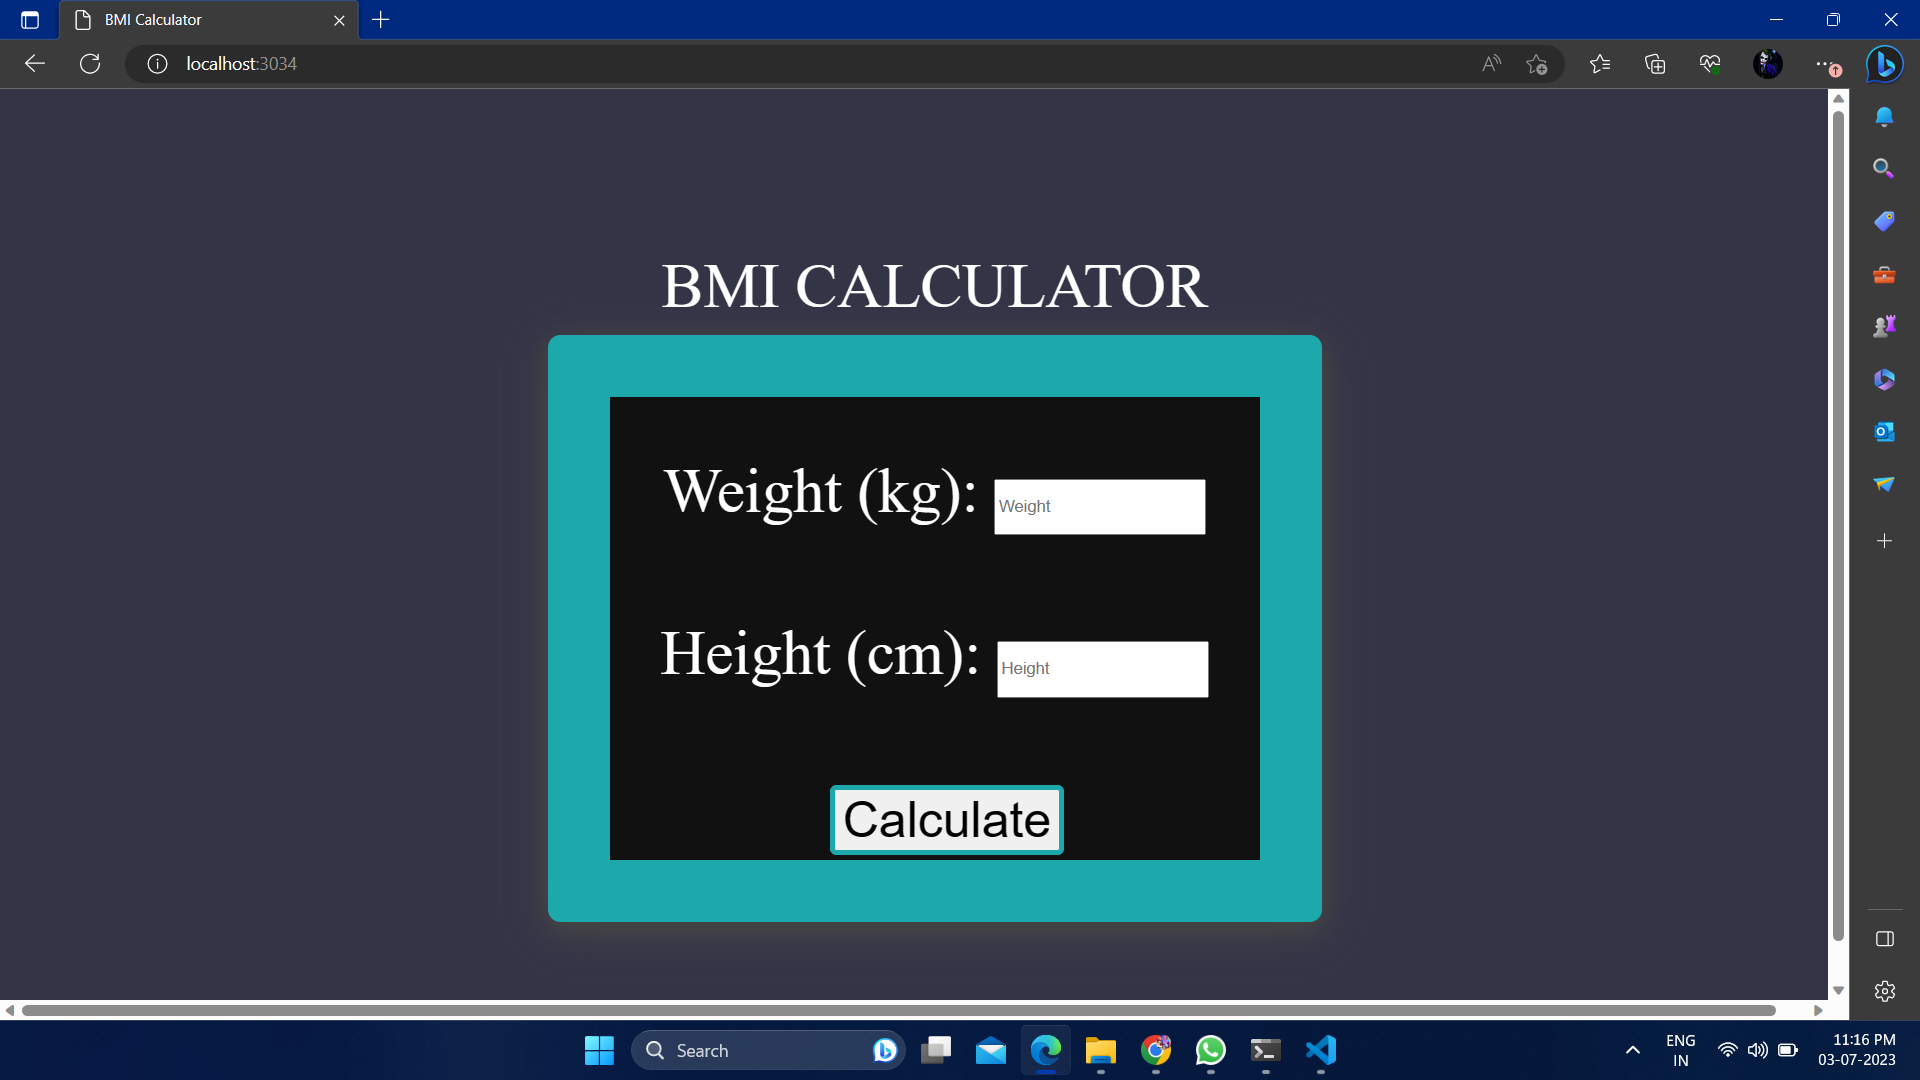 BMI Calculator
localhost:3034
BMI CALCULATOR
Weight (kg): Weight
Height (cm): Height
Calculate
Search
ENG
IN
11:16 PM
03-07-2023